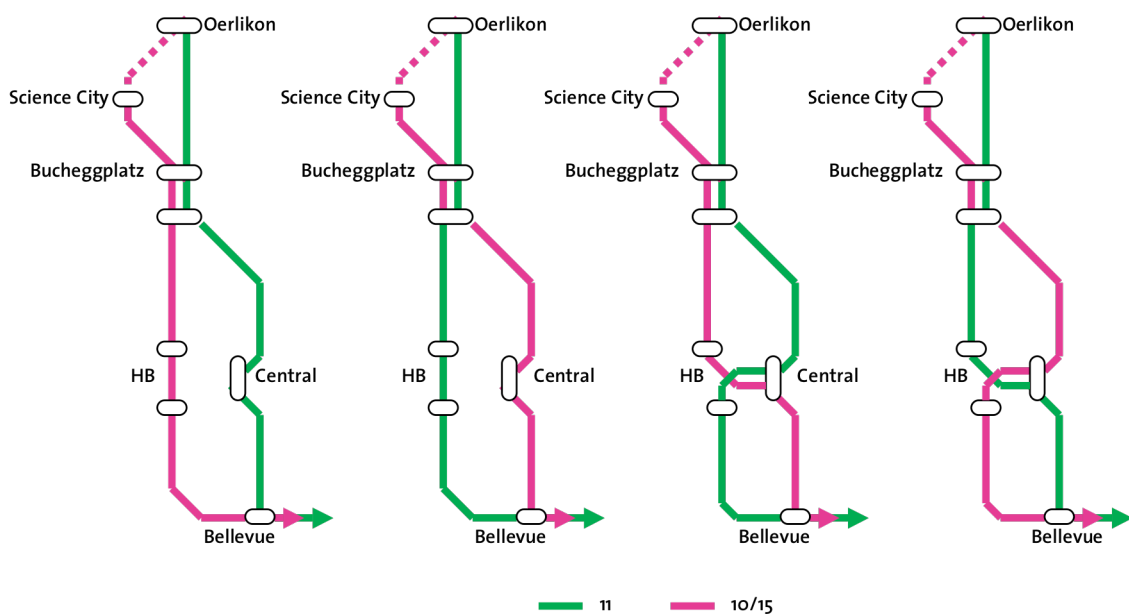 Oerlikon
Oerlikon
Oerlikon
Oerlikon
Science City
Science City
Science City
Science City
Bucheggplatz
Bucheggplatz
Bucheggplatz
Bucheggplatz
HB
Central
HB
Central
HB
Central
HB
Central
Bellevue
Bellevue
Bellevue
Bellevue
11
10/15